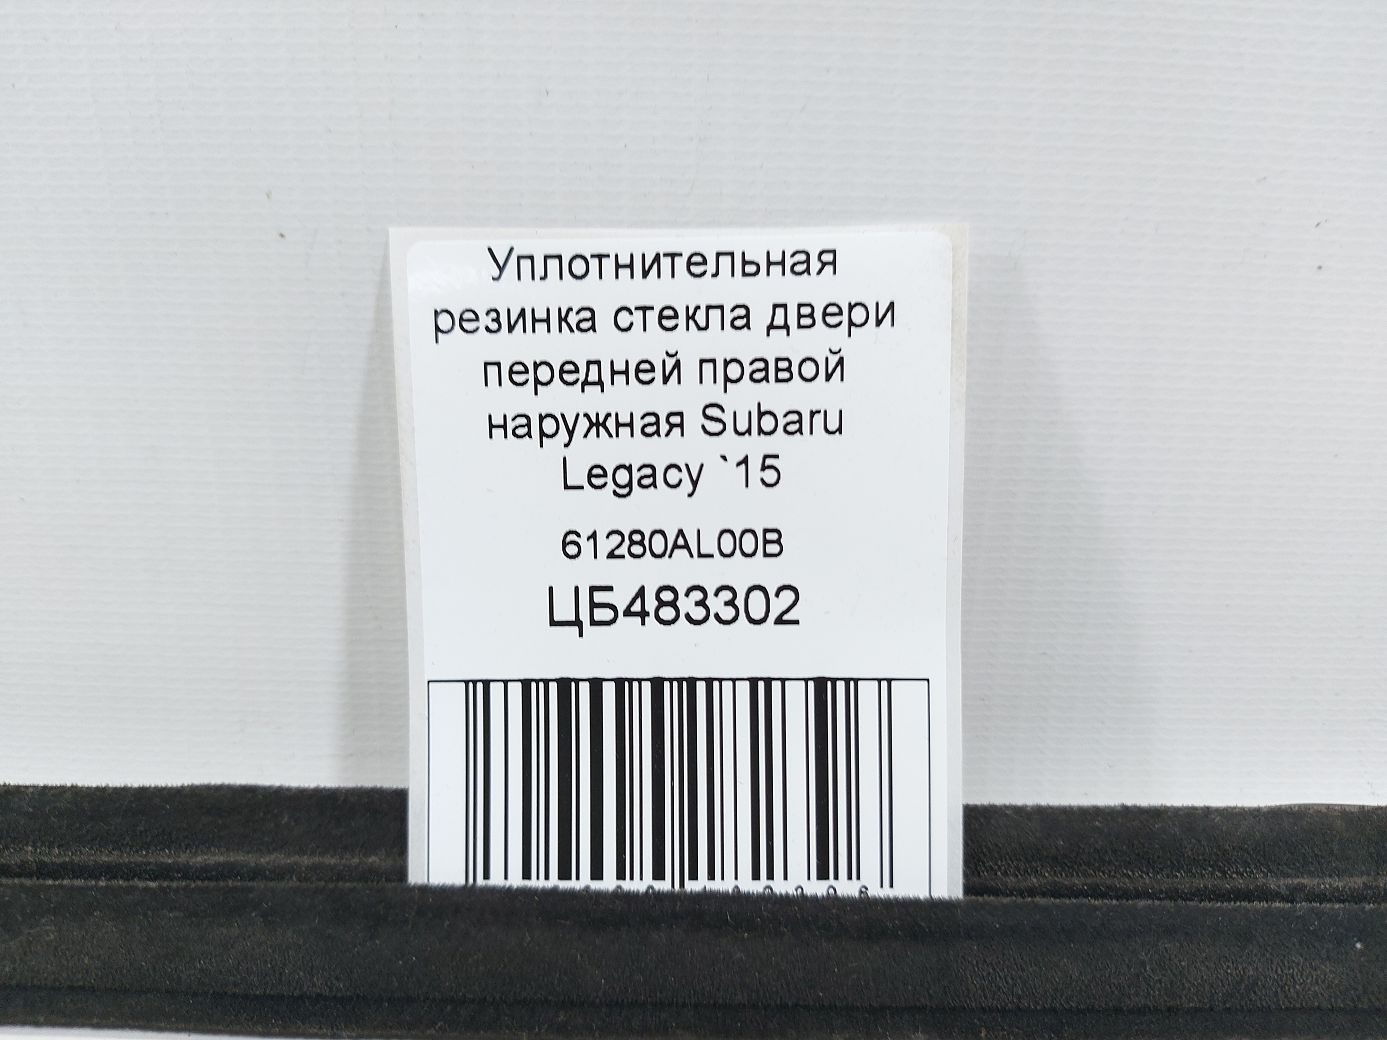 Уплотнительная
резинка стекла двери
передней правой
наружная Subaru
Legacy `15
61280AL00B
ЦБ483302